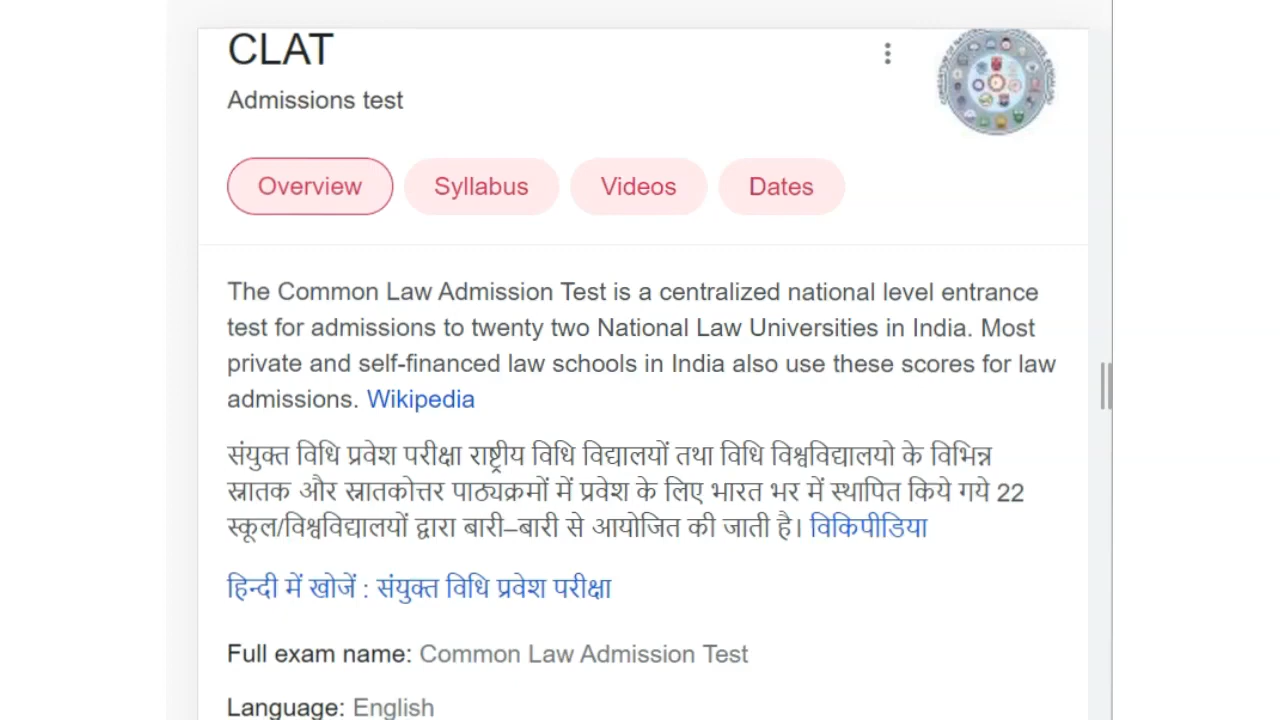 CLAT
Admissions test
Overview
Syllabus
Videos
Dates
The Common Law Admission Test is a centralized national level entrance
test for admissions to twenty two National Law Universities in India. Most
private and self-financed law schools in India also use these scores for law
admissions. Wikipedia
संयुक्त विधि प्रवेश परीक्षा राष्ट्रीय विधि विद्यालयों तथा विधि विश्वविद्यालयो के विभिन्न
स्नातक और स्नातकोत्तर पाठ्यक्रमों में प्रवेश के लिए भारत भर में स्थापित किये गये 22
स्कूल/विश्वविद्यालयों द्वारा बारी–बारी से आयोजित की जाती है। विकिपीडिया
हिन्दी में खोजें : संयुक्त विधि प्रवेश परीक्षा
Full exam name: Common Law Admission Test
Language: English